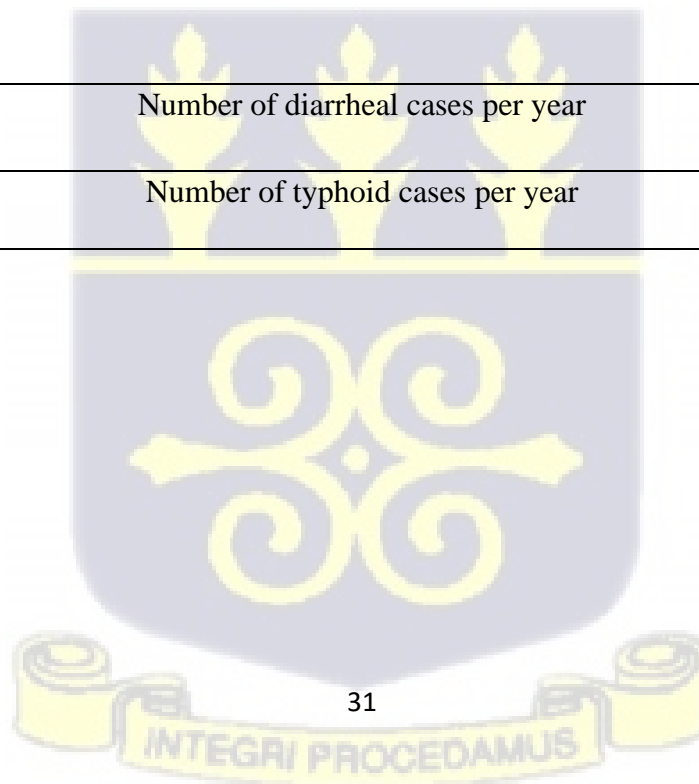 Number of diarrheal cases per year
Number of typhoid cases per year
31
INTEGRI PROCEDAMUS